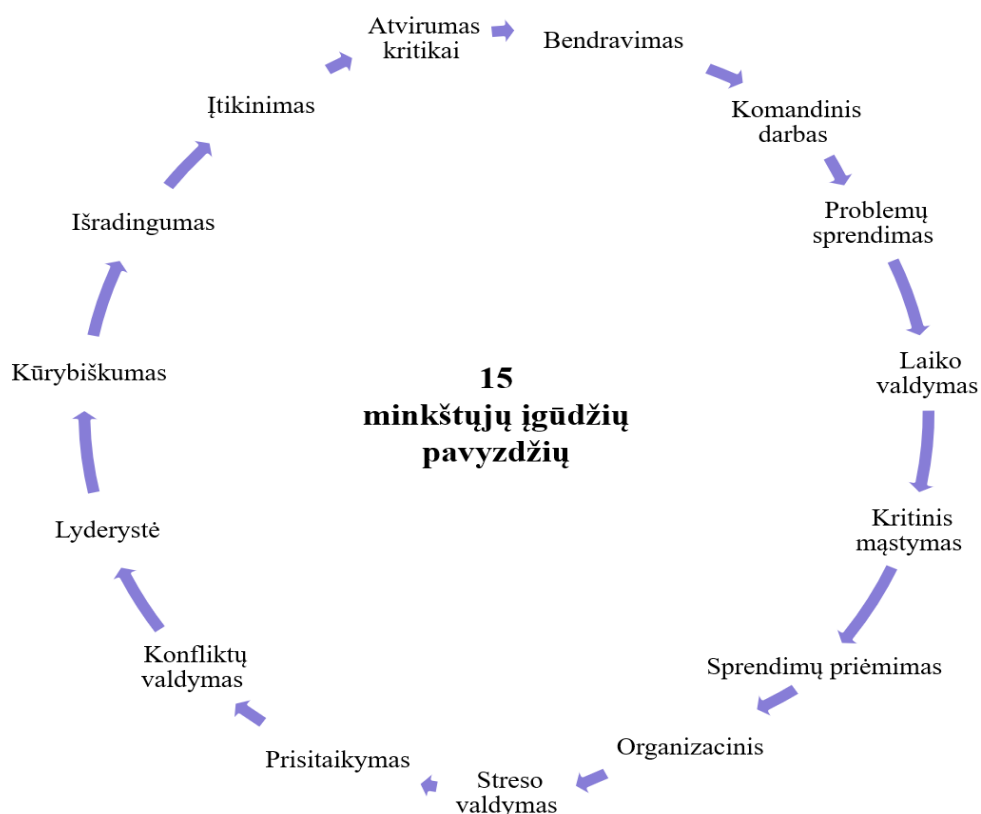 Atvirumas
kritikai
Bendravimas
Komandinis
darbas
Problemų
sprendimas
Laiko
valdymas
Kritinis
mąstymas
Sprendimų priėmimas
Organizacinis
Streso
valdymas
Prisitaikymas
Konfliktų
valdymas
Lyderystė
Kūrybiškumas
Išradingumas
Įtikinimas
15
minkštųjų įgūdžių
pavyzdžių